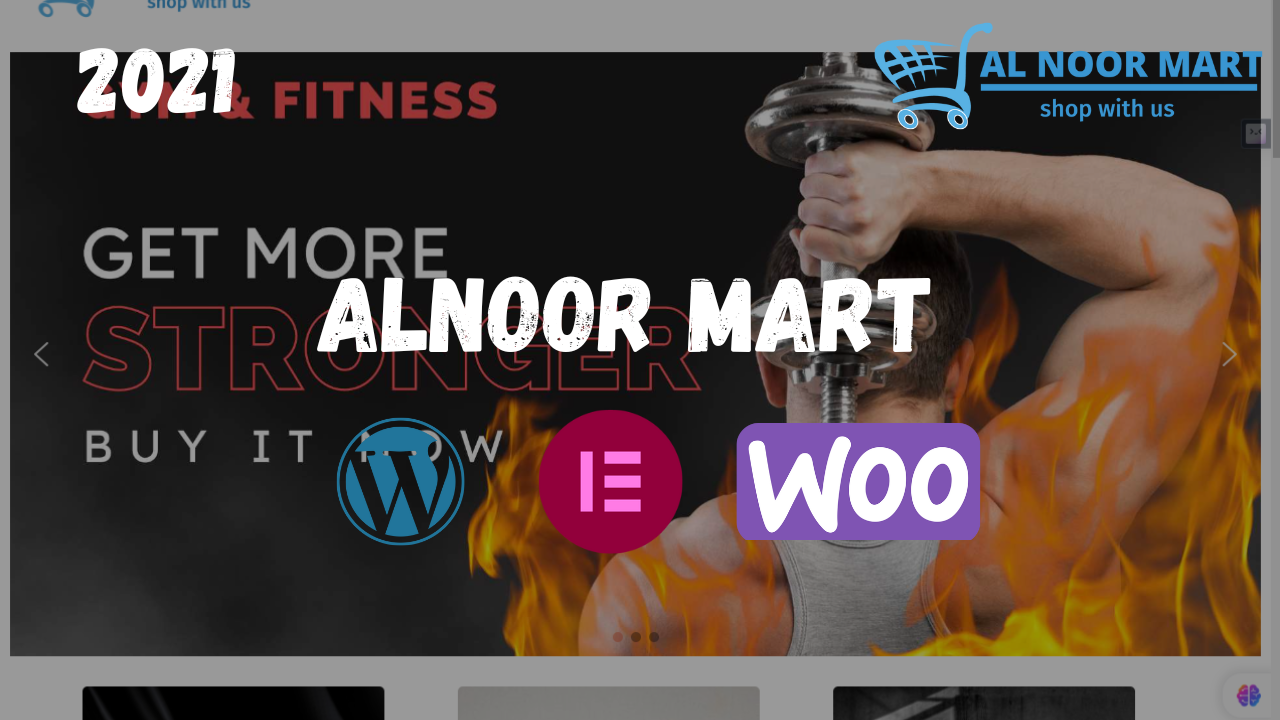 shop with us
2021
AL NOOR MART
shop with us
GYM & FITNESS
GET MORE
ALNOOR MART
STRONGER
BUY IT NOW
W
WOO